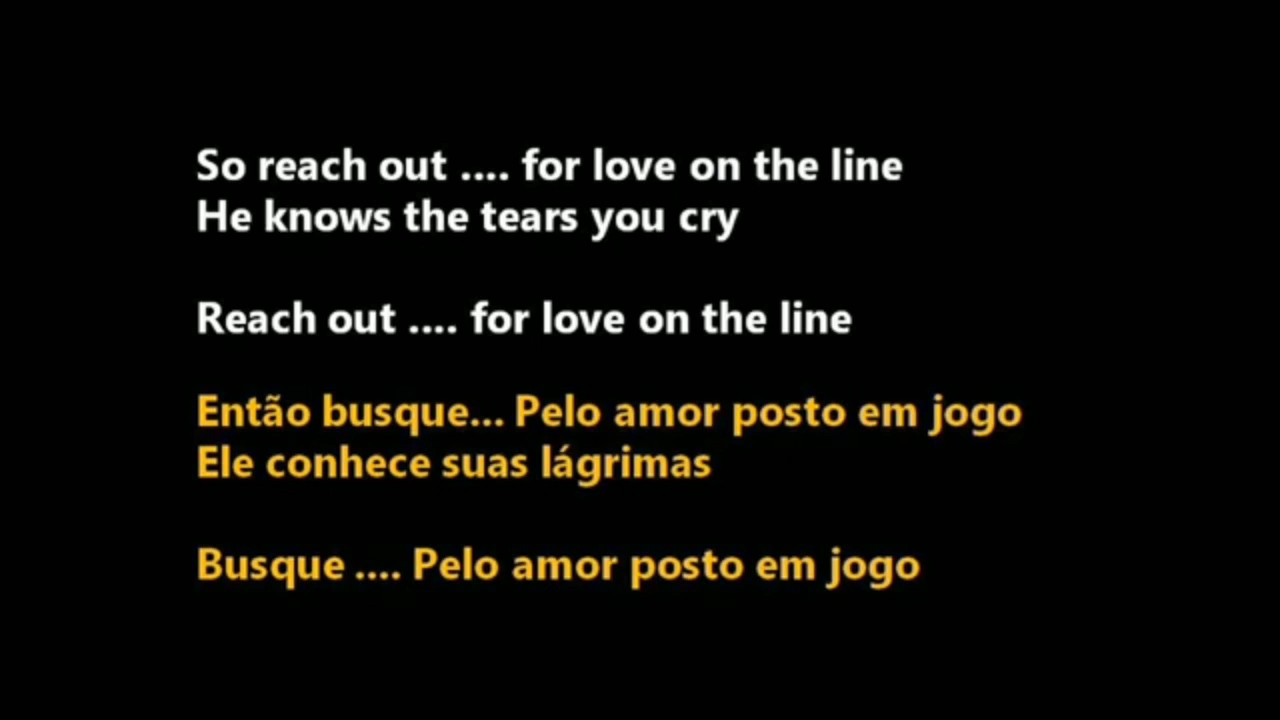 So reach out .... for love on the line
He knows the tears you cry
Reach out .... for love on the line
Então busque... Pelo amor posto em jogo
Ele conhece suas lágrimas
Busque .... Pelo amor posto em jogo